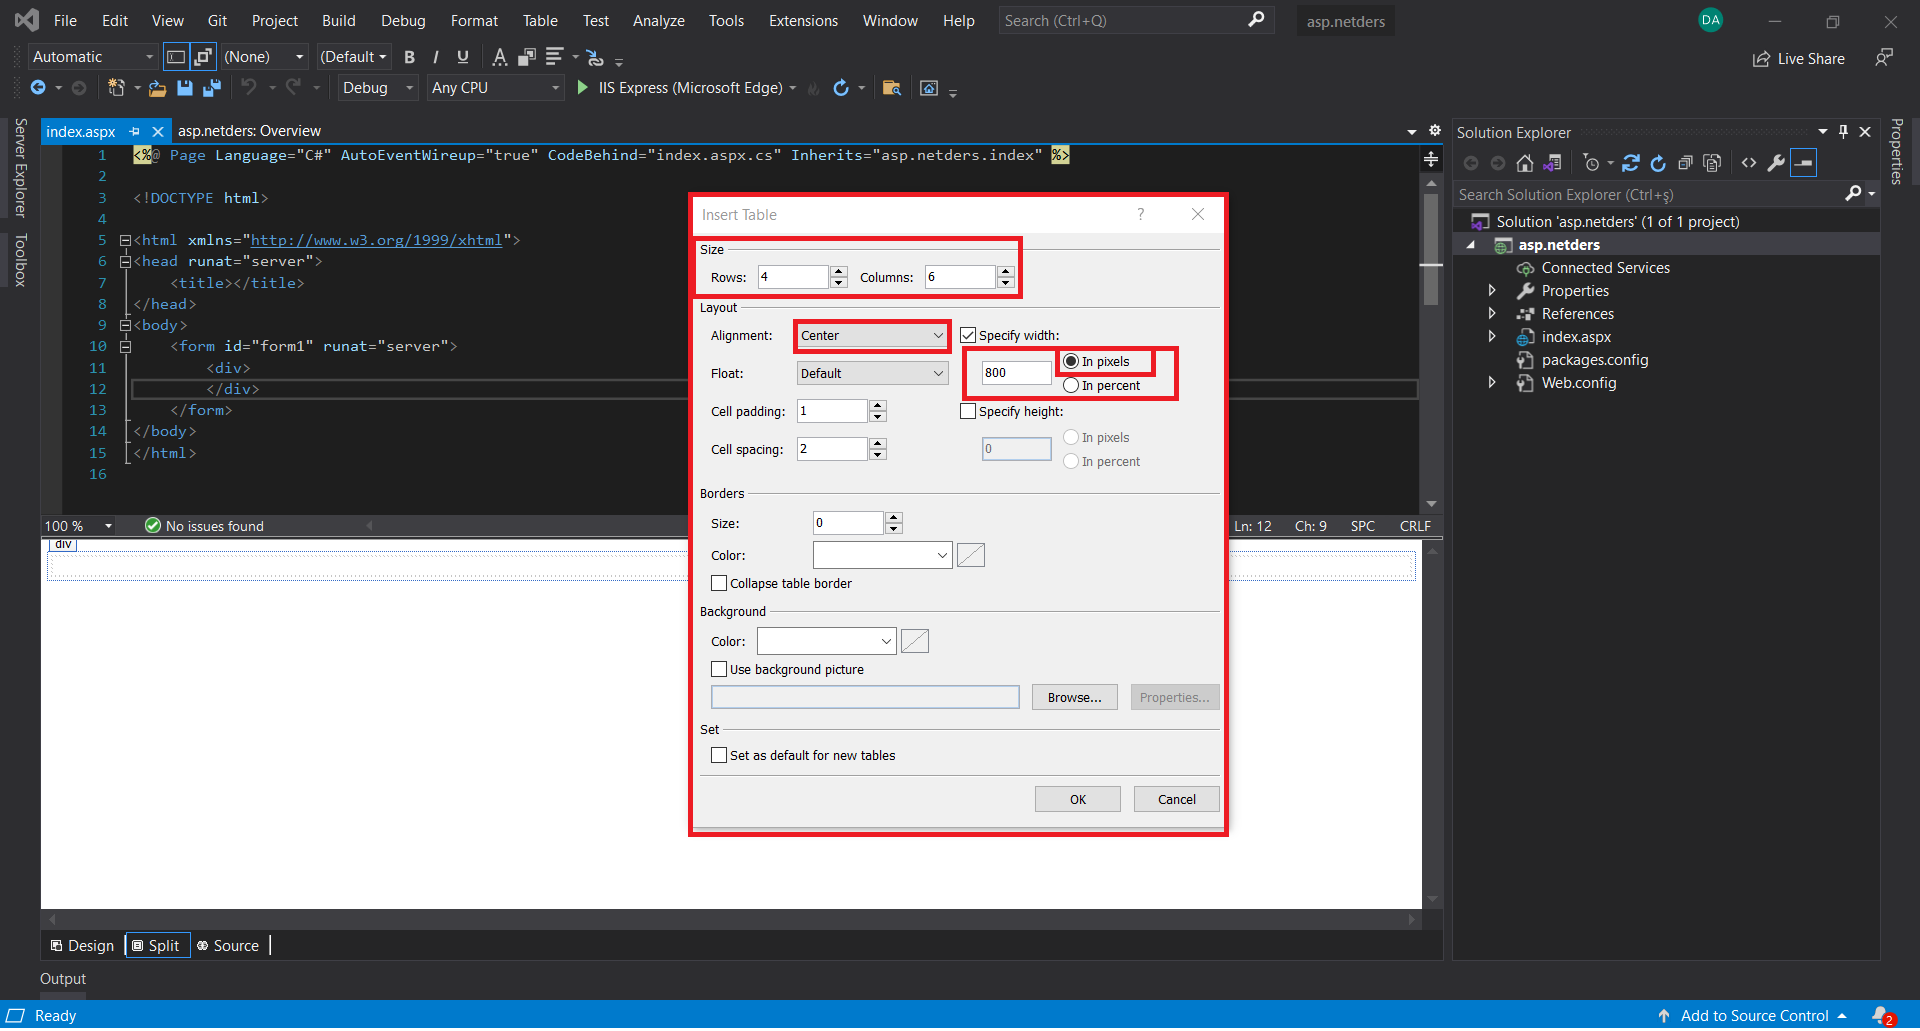 File Edit View Git Project Build Debug Format Table Test Analyze Tools Extensions Window Help Search (Ctrl+Q) asp.netders DA
Automatic (None) (Default B I U A Live Share
Debug Any CPU IIS Express (Microsoft Edge)
Server Explorer
Toolbox
index.aspx asp.netders: Overview
1 <%@ Page Language="C#" AutoEventWireup="true" CodeBehind="index.aspx.cs" Inherits="asp.netders.index" %>
2
3 <!DOCTYPE html>
4
5 <html xmlns="http://www.w3.org/1999/xhtml">
6 <head runat="server">
7 <title></title>
8 </head>
9 <body>
10 <form id="form1" runat="server">
11 <div>
12 </div>
13 </form>
14 </body>
15 </html>
16
100 % No issues found Ln: 12 Ch: 9 SPC CRLF
div
Insert Table ?
Size
Rows: 4 Columns: 6
Layout
Alignment: Center Specify width:
800 In pixels
Float: Default
In percent
Cell padding: 1 Specify height:
In pixels
Cell spacing: 2 0
In percent
Borders
Size: 0
Color:
Collapse table border
Background
Color:
Use background picture
Browse... Properties...
Set
Set as default for new tables
OK Cancel
Solution Explorer
Search Solution Explorer (Ctrl+ş)
Solution 'asp.netders' (1 of 1 project)
asp.netders
Connected Services
Properties
References
index.aspx
packages.config
Web.config
Properties
Design Split Source
Output
Ready Add to Source Control 2